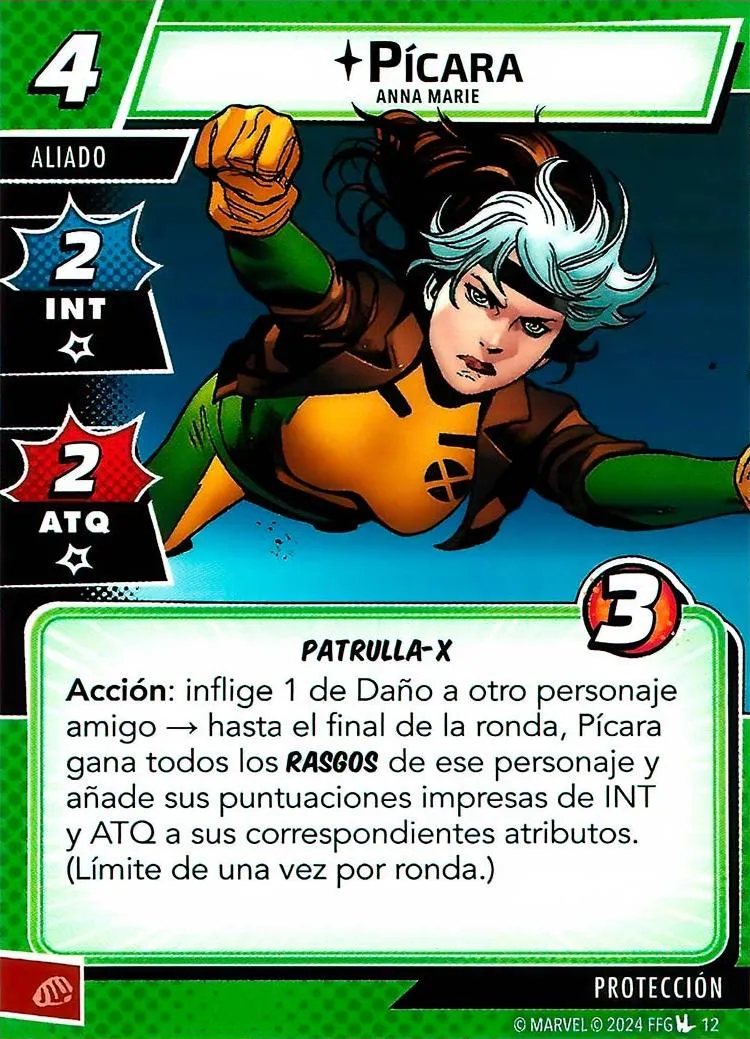 4
PÍCARA
ANNA MARIE
ALIADO
2
INT
2
ATQ
3
PATRULLA-X
Acción: inflige 1 de Daño a otro personaje
amigo → hasta el final de la ronda, Pícara
gana todos los RASGOS de ese personaje y
añade sus puntuaciones impresas de INT
y ATQ a sus correspondientes atributos.
(Límite de una vez por ronda.)
PROTECCIÓN
© MARVEL © 2024 FFG 12